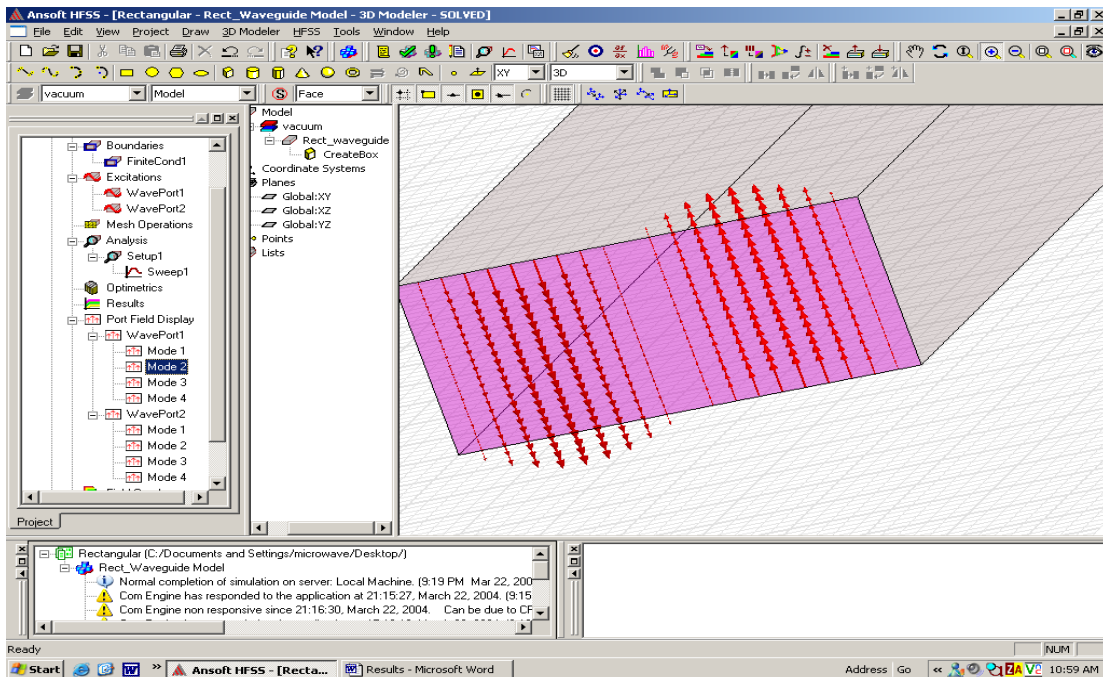 Ansoft HFSS - [Rectangular - Rect_Waveguide Model - 3D Modeler - SOLVED]
File Edit View Project Draw 3D Modeler HFSS Tools Window Help
XY 3D
vacuum Model Face
Boundaries
FiniteCond1
Excitations
WavePort1
WavePort2
Mesh Operations
Analysis
Setup1
Sweep1
Optimetrics
Results
Port Field Display
WavePort1
Mode 1
Mode 2
Mode 3
Mode 4
WavePort2
Mode 1
Mode 2
Mode 3
Mode 4
Project
Model
vacuum
Rect_waveguide
CreateBox
Coordinate Systems
Planes
Global:XY
Global:XZ
Global:YZ
Points
Lists
Rectangular (C:/Documents and Settings/microwave/Desktop/)
Rect_Waveguide Model
Normal completion of simulation on server: Local Machine. (9:19 PM Mar 22, 200
Com Engine has responded to the application at 21:15:27, March 22, 2004. (9:15
Com Engine non responsive since 21:16:30, March 22, 2004. Can be due to CF
Ready
NUM
Start W » Ansoft HFSS - [Recta... Results - Microsoft Word Address Go « 10:59 AM